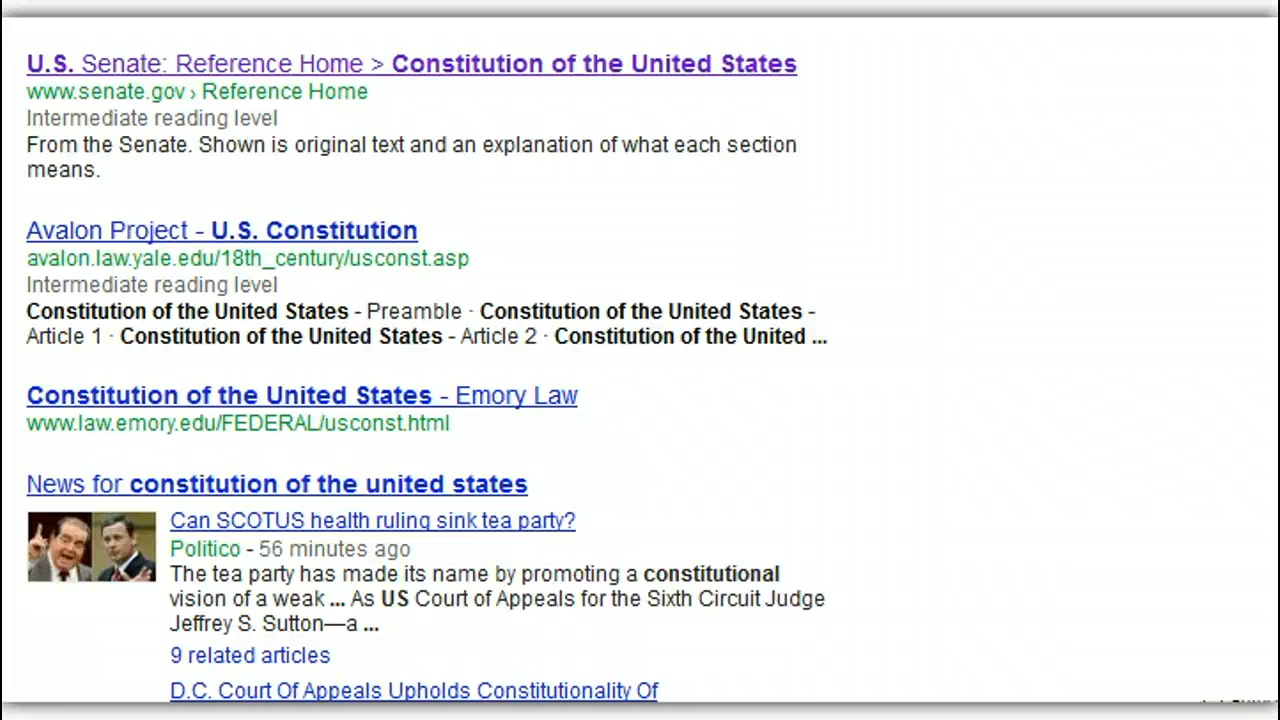 U.S. Senate: Reference Home > Constitution of the United States
www.senate.gov › Reference Home
Intermediate reading level
From the Senate. Shown is original text and an explanation of what each section
means.
Avalon Project - U.S. Constitution
avalon.law.yale.edu/18th_century/usconst.asp
Intermediate reading level
Constitution of the United States - Preamble · Constitution of the United States -
Article 1 · Constitution of the United States - Article 2 · Constitution of the United ...
Constitution of the United States - Emory Law
www.law.emory.edu/FEDERAL/usconst.html
News for constitution of the united states
Can SCOTUS health ruling sink tea party?
Politico - 56 minutes ago
The tea party has made its name by promoting a constitutional
vision of a weak ... As US Court of Appeals for the Sixth Circuit Judge
Jeffrey S. Sutton—a ...
9 related articles
D.C. Court Of Appeals Upholds Constitutionality Of